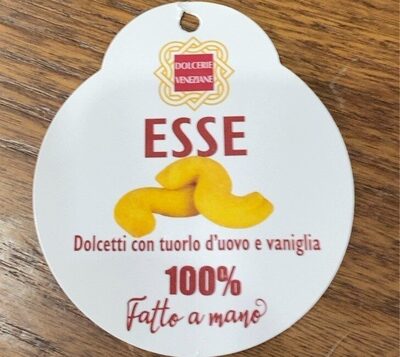 DOLCERIE
VENEZIANE
ESSE
Dolcetti con tuorlo d'uovo e vaniglia
100%
Fatto a mano